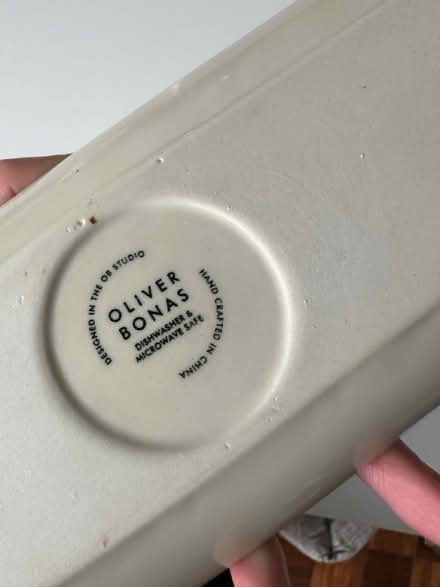 DESIGNED IN THE OB STUDIO
OLIVER
BONAS
DISHWASHER &
MICROWAVE SAFE
HAND CRAFTED IN CHINA